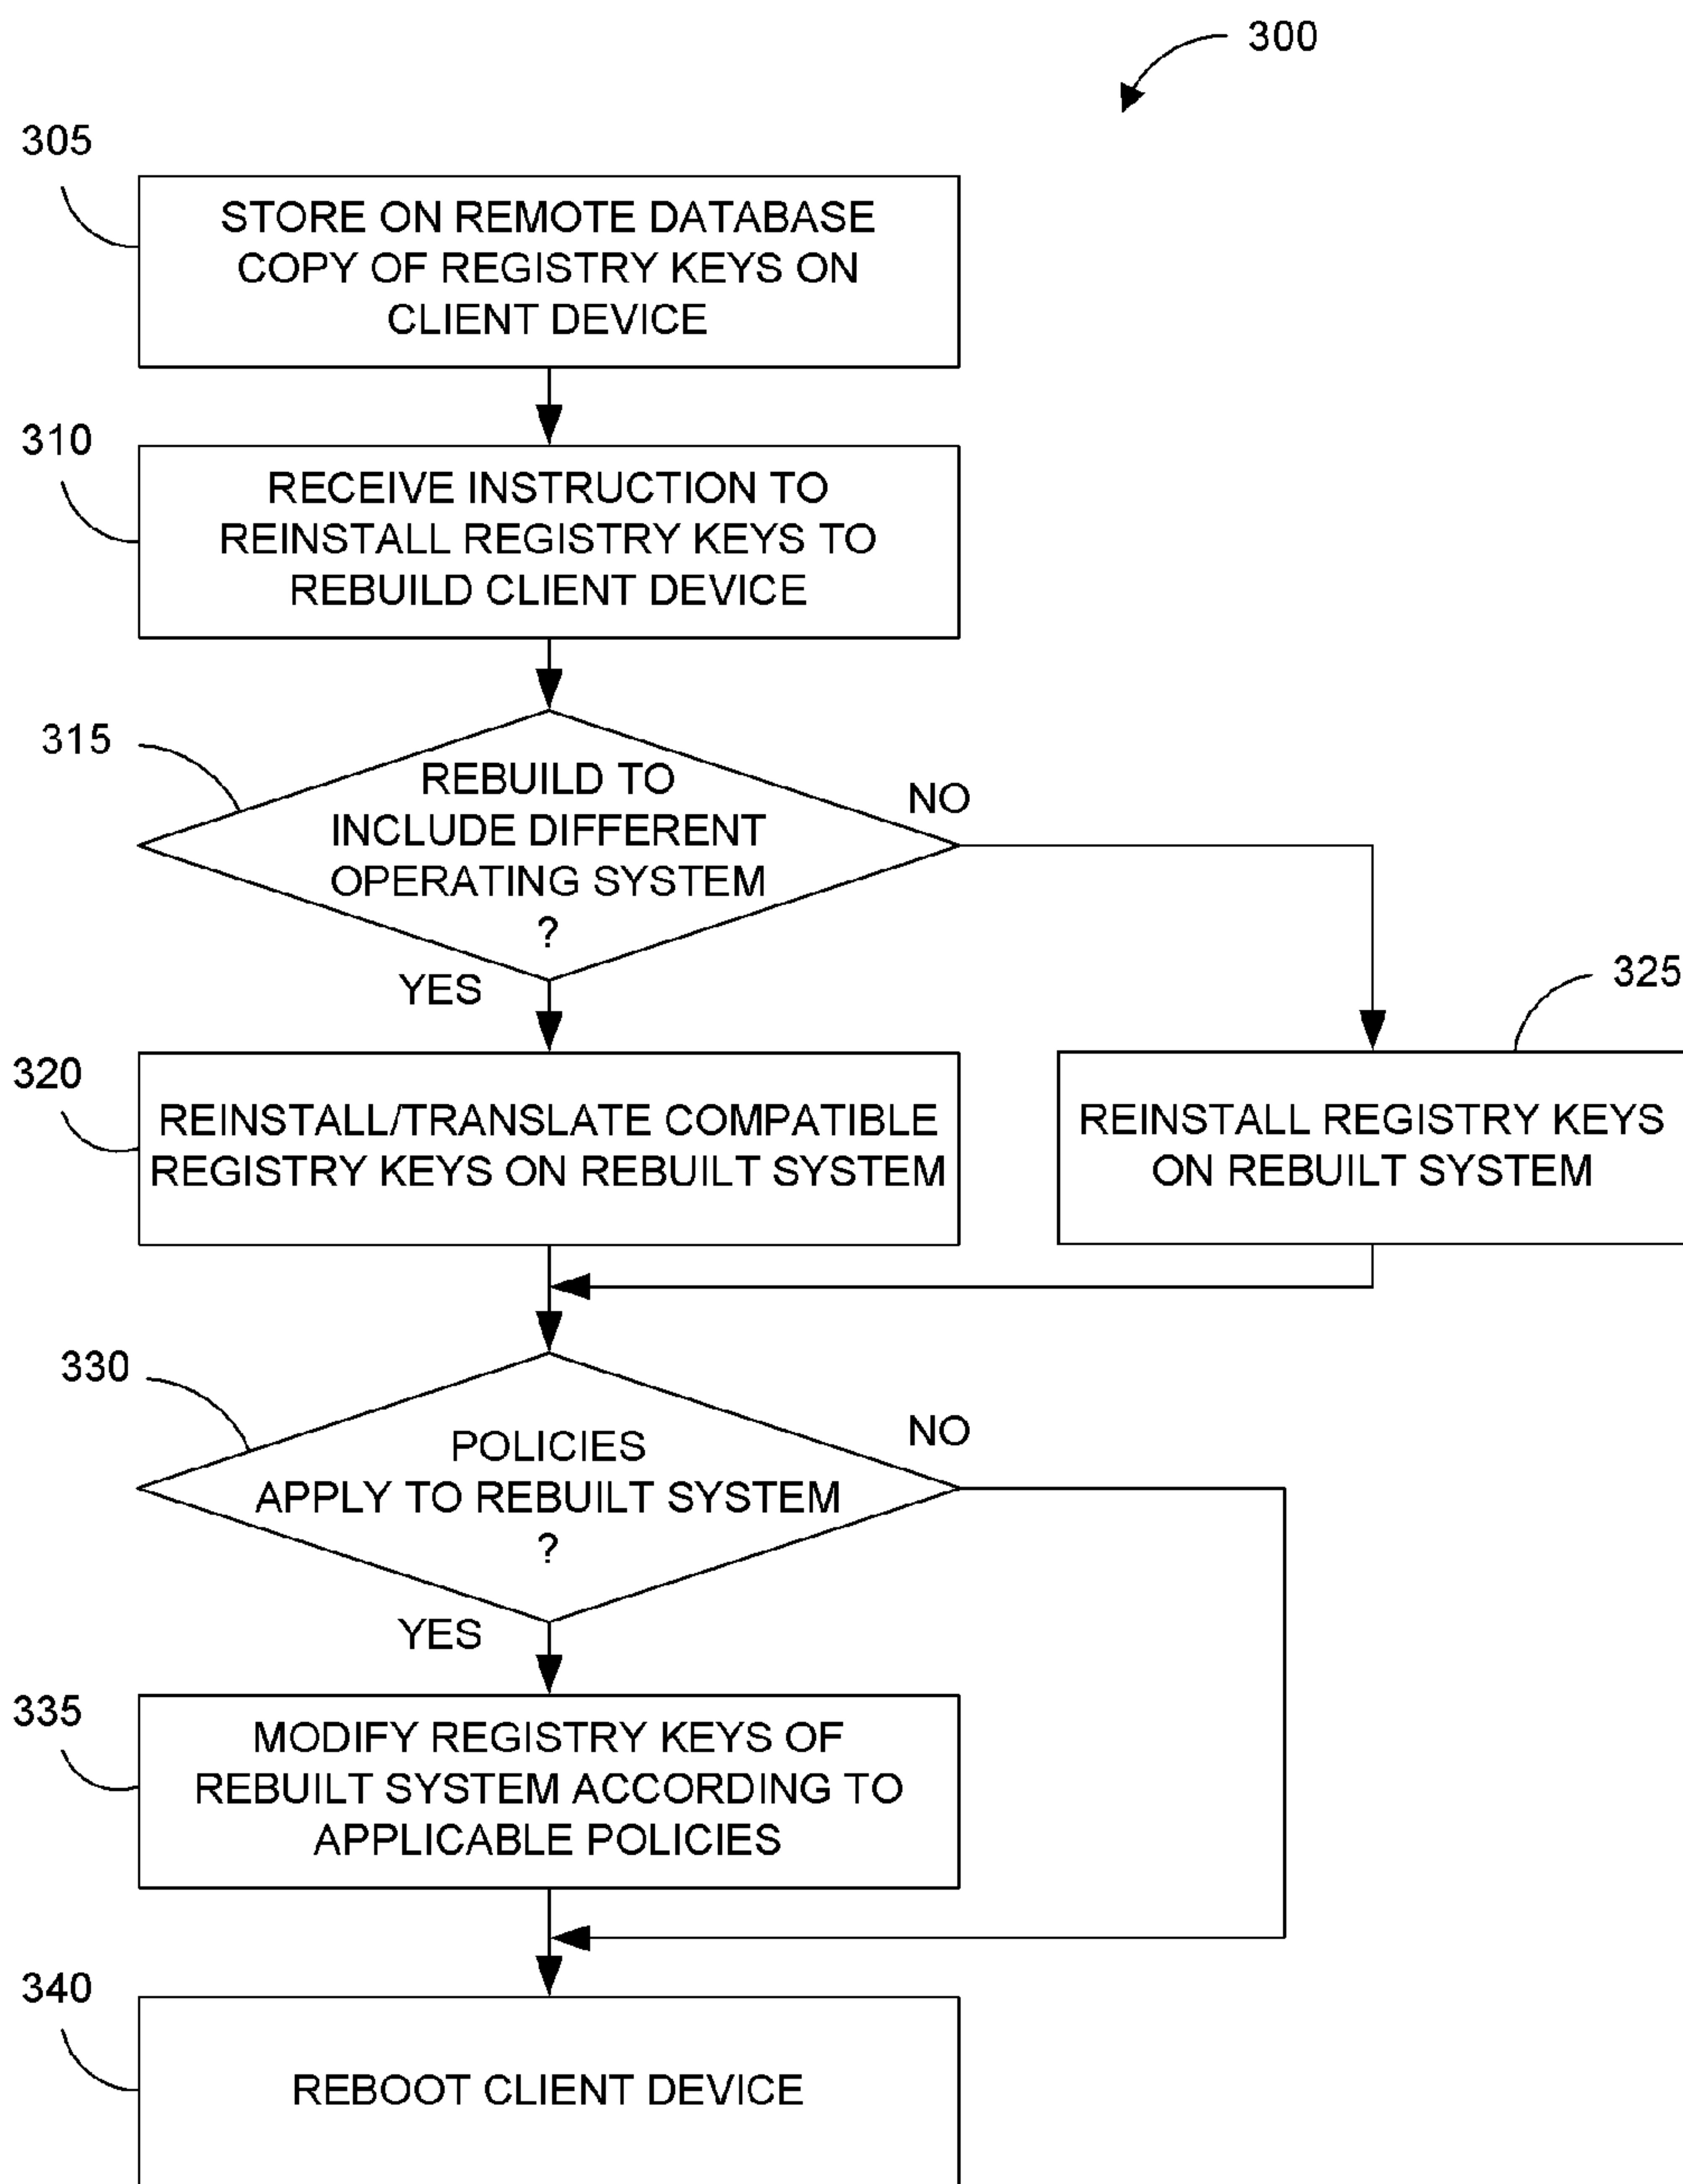 300
305
STORE ON REMOTE DATABASE
COPY OF REGISTRY KEYS ON
CLIENT DEVICE
310
RECEIVE INSTRUCTION TO
REINSTALL REGISTRY KEYS TO
REBUILD CLIENT DEVICE
315
REBUILD TO
INCLUDE DIFFERENT
OPERATING SYSTEM
?
NO
YES
325
320
REINSTALL/TRANSLATE COMPATIBLE
REGISTRY KEYS ON REBUILT SYSTEM
REINSTALL REGISTRY KEYS
ON REBUILT SYSTEM
330
POLICIES
APPLY TO REBUILT SYSTEM
?
NO
YES
335
MODIFY REGISTRY KEYS OF
REBUILT SYSTEM ACCORDING TO
APPLICABLE POLICIES
340
REBOOT CLIENT DEVICE